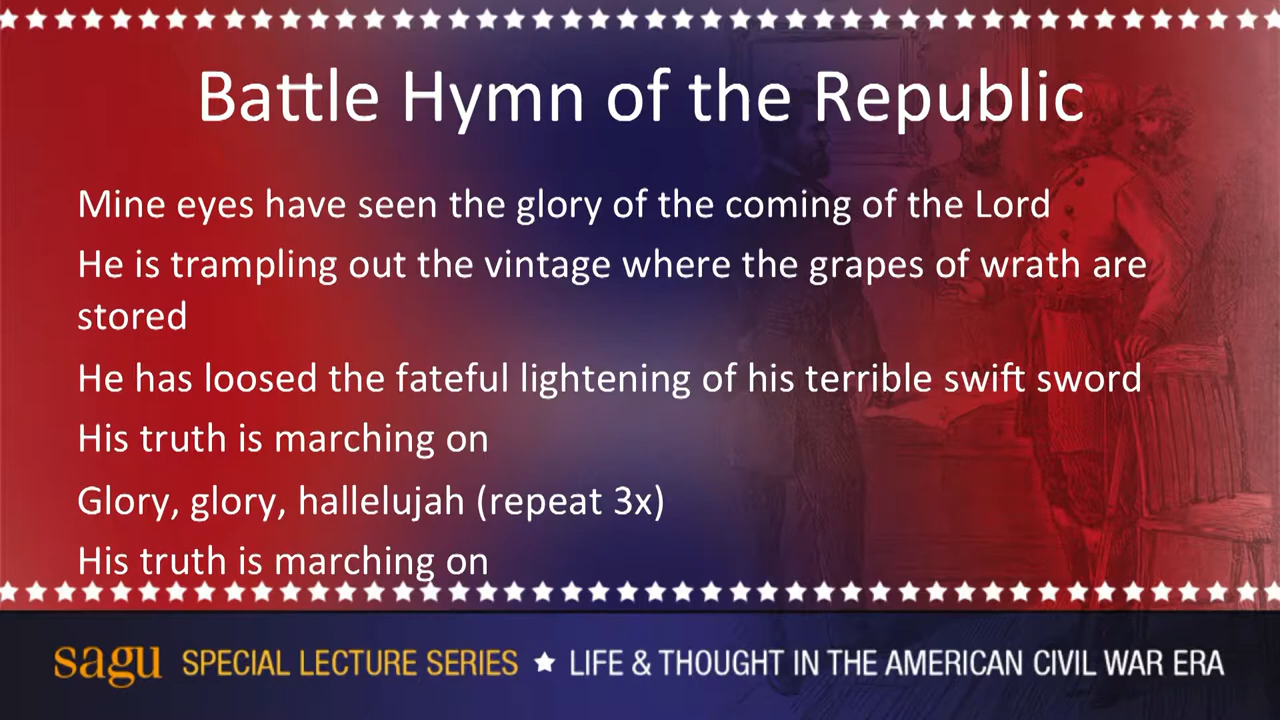 Battle Hymn of the Republic
Mine eyes have seen the glory of the coming of the Lord
He is trampling out the vintage where the grapes of wrath are
stored
He has loosed the fateful lightening of his terrible swift sword
His truth is marching on
Glory, glory, hallelujah (repeat 3x)
His truth is marching on
sagu SPECIAL LECTURE SERIES ★ LIFE & THOUGHT IN THE AMERICAN CIVIL WAR ERA